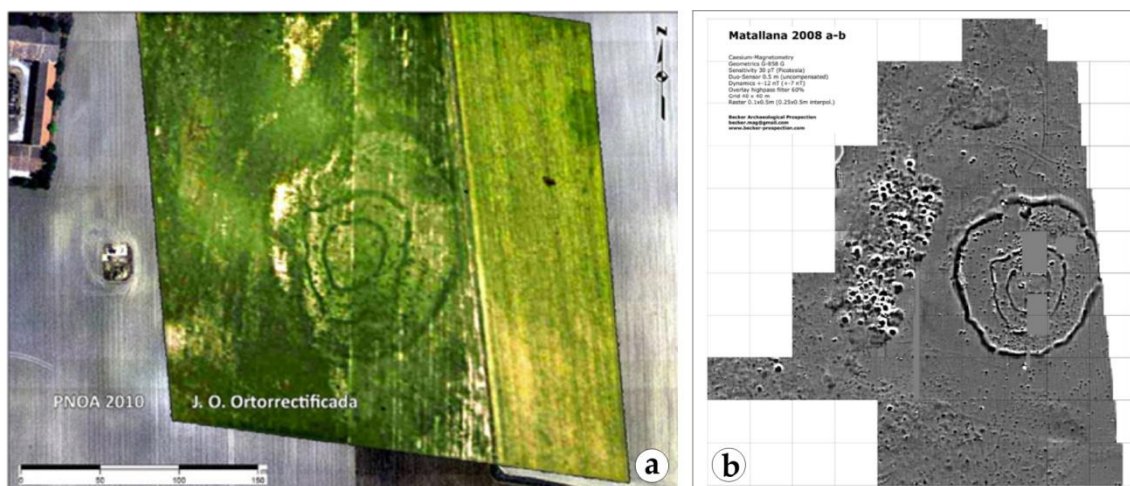 N
PNOA 2010
J. O. Ortorrectificada
0
50
100
150
m
a
Matallana 2008 a-b
Caesium-Magnetometry
Geometrics G-858 G
Sensitivity 30 pT (Picotesla)
Duo-Sensor 0.5 m (uncompensated)
Dynamics +-12 nT (+-7 nT)
Overlay highpass filter 60%
Grid 40 x 40 m
Raster 0.1x0.5m (0.25x0.5m interpol.)
Becker Archaeological Prospection
becker.mag@gmail.com
www.becker-prospection.com
b